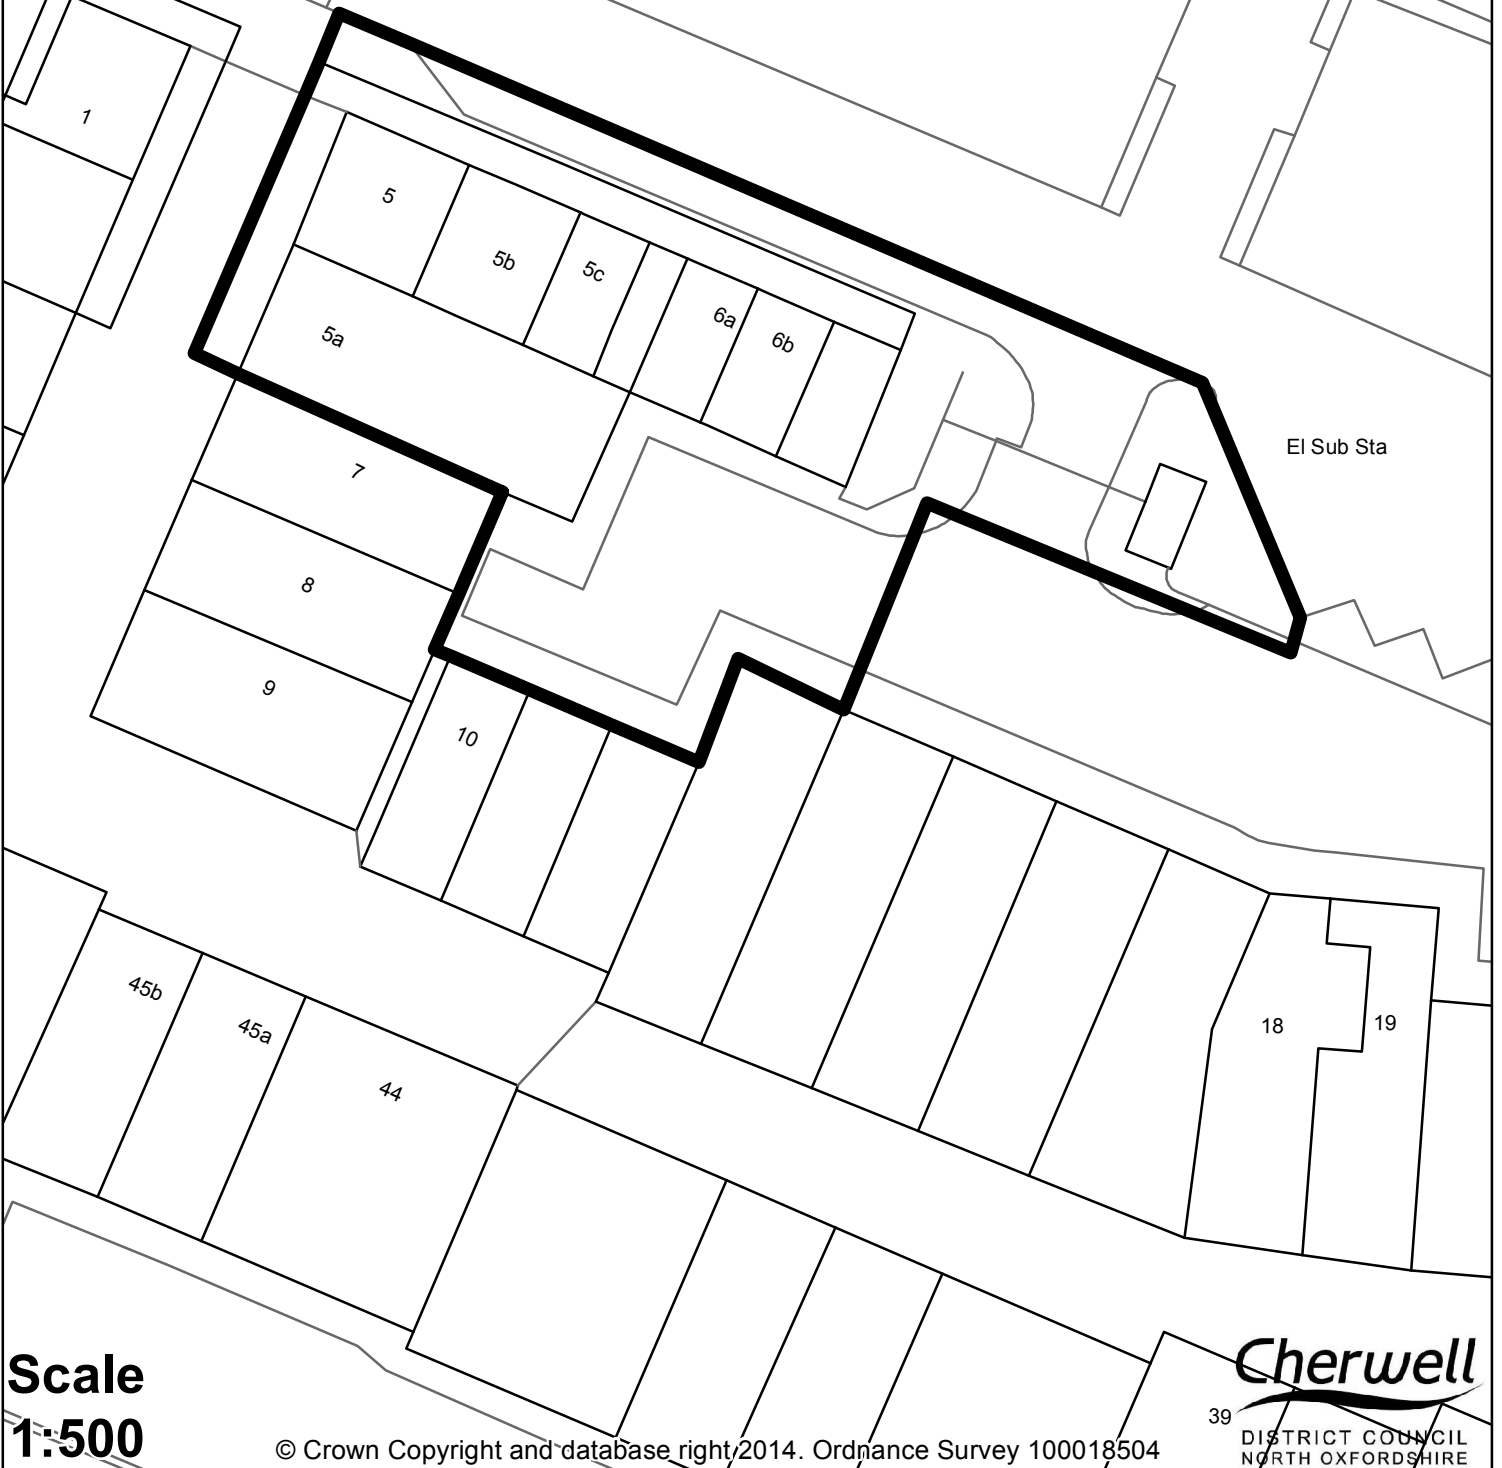 1
5
5b
5c
6a
6b
5a
El Sub Sta
7
8
9
10
45b
45a
44
18
19
39
Scale
1:500
© Crown Copyright and database right 2014. Ordnance Survey 100018504
Cherwell
DISTRICT COUNCIL
NORTH OXFORDSHIRE